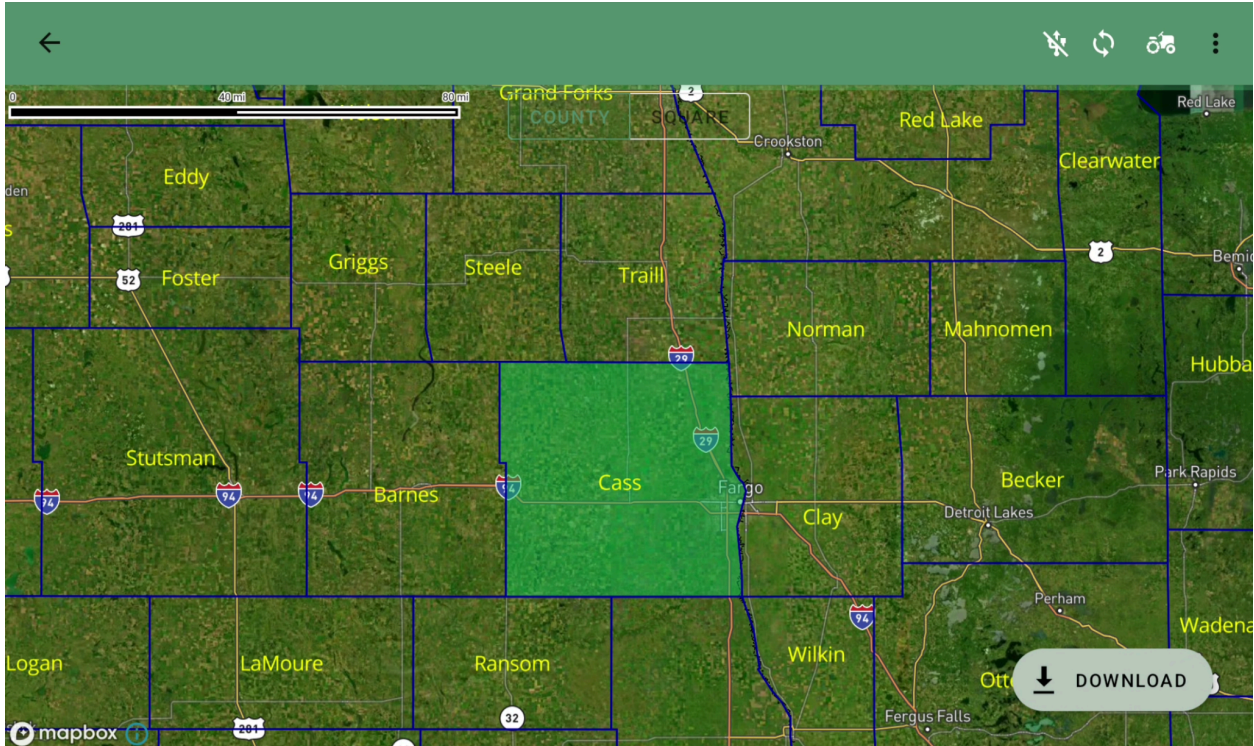 0 40 mi 80 mi
Grand Forks
2
COUNTY SQUARE
Red Lake
Red Lake
Crookston
Clearwater
Eddy
281
2
Foster
52
Griggs
Steele
Traill
Norman
Mahnomen
29
Hubba
29
Stutsman
Cass
Fargo
Becker
Park Rapids
94
94
94
Barnes
94
Clay
Detroit Lakes
Perham
94
Wadena
Logan
LaMoure
Ransom
Wilkin
Otte
DOWNLOAD
32
Fergus Falls
281
mapbox